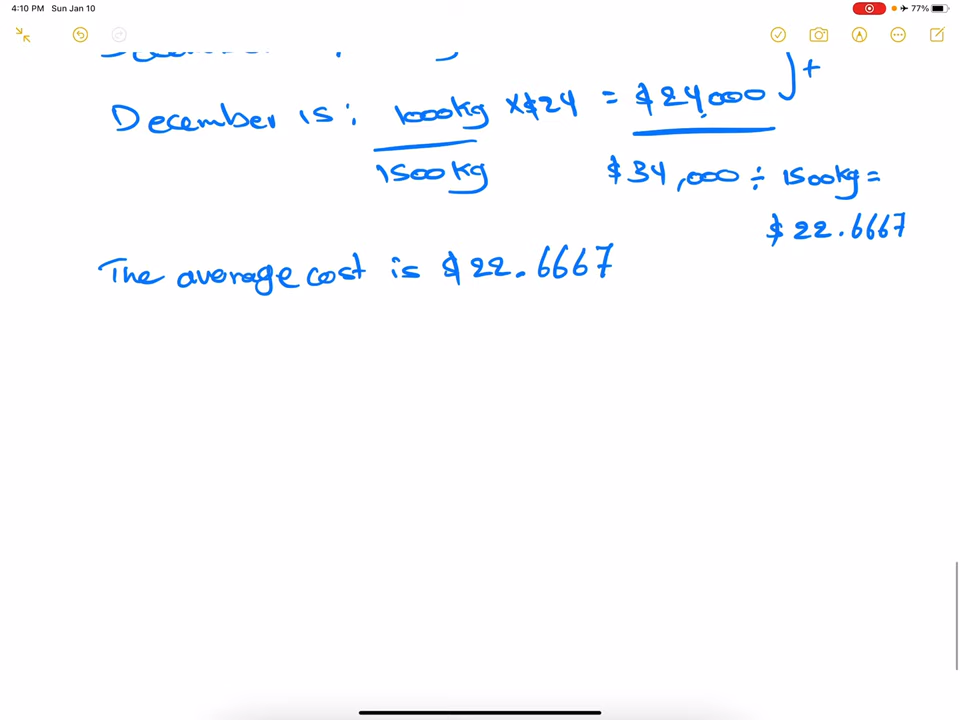 4:10 PM Sun Jan 10 77%
December is: 1000kg x $24 = $24,000 +
1500kg $34,000 ÷ 1500kg =
$22.6667
The average cost is $22.6667